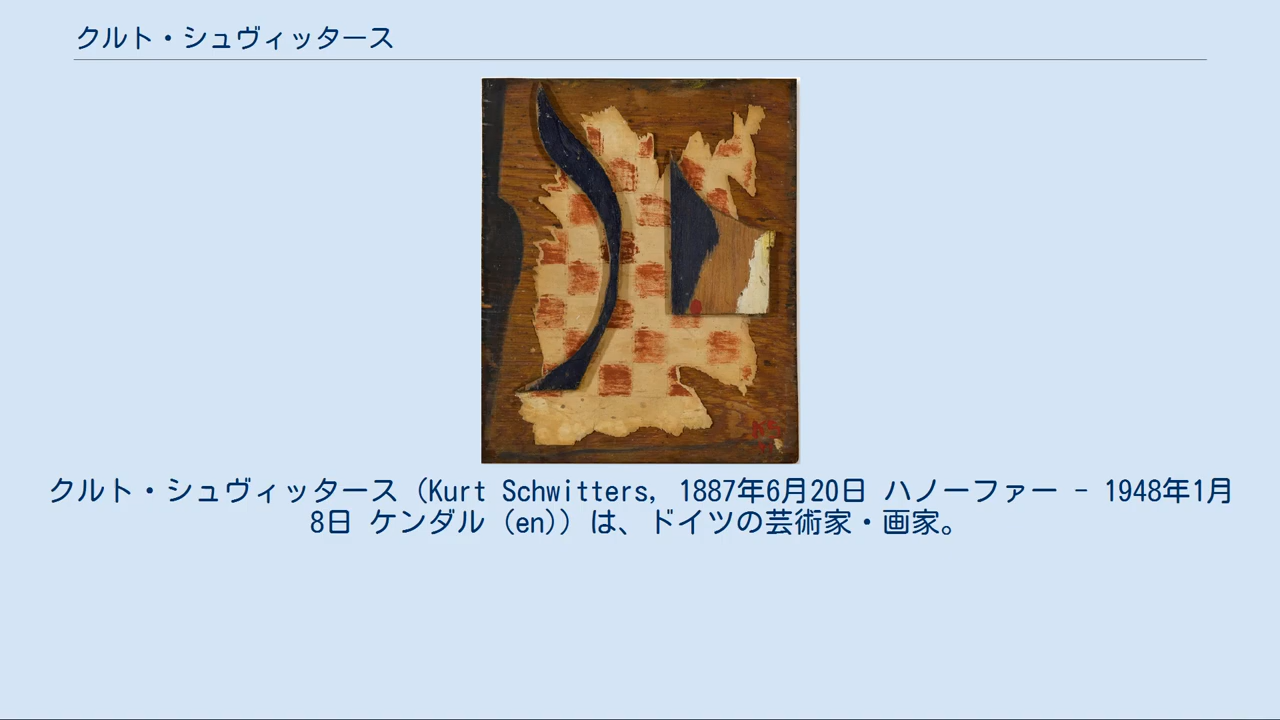 クルト・シュヴィッタース
クルト・シュヴィッタース（Kurt Schwitters, 1887年6月20日 ハノーファー - 1948年1月
8日 ケンダル（en））は、ドイツの芸術家・画家。